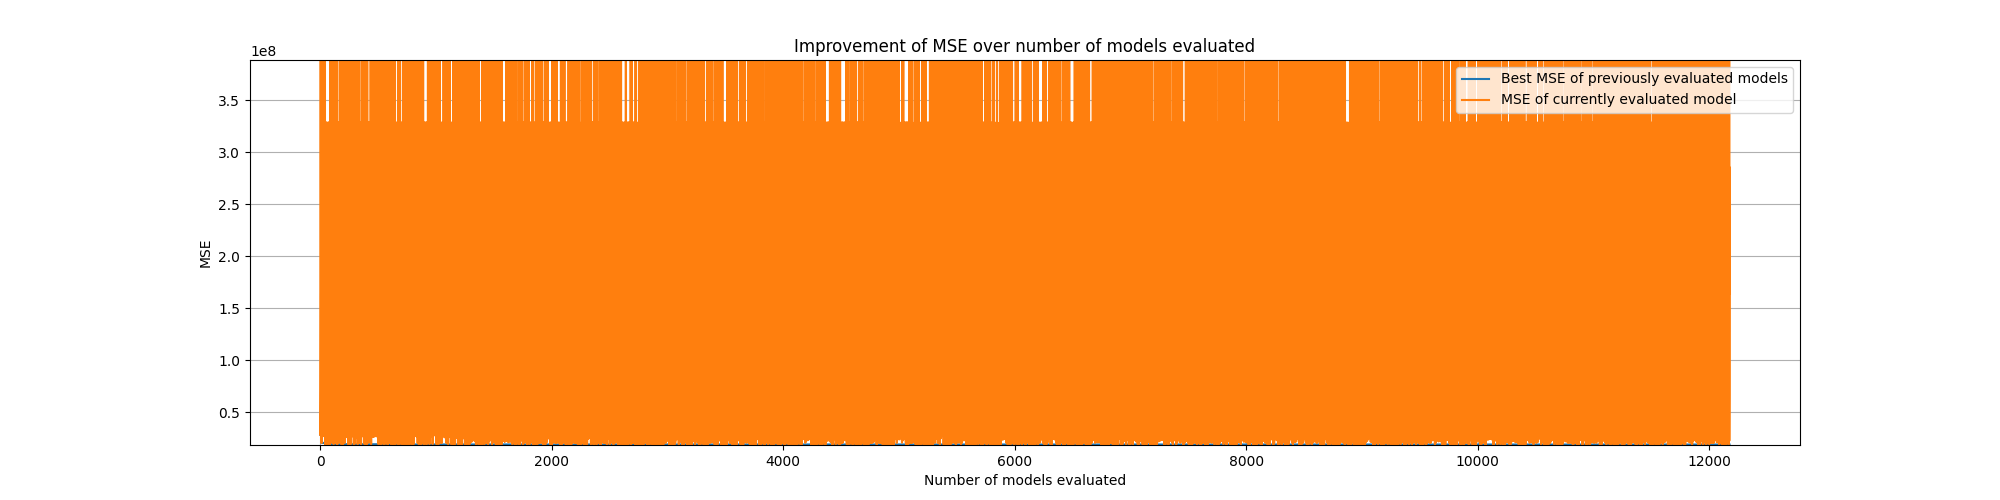 Improvement of MSE over number of models evaluated
1e8
Best MSE of previously evaluated models
MSE of currently evaluated model
3.5
3.0
2.5
2.0
1.5
1.0
0.5
MSE
0 2000 4000 6000 8000 10000 12000
Number of models evaluated